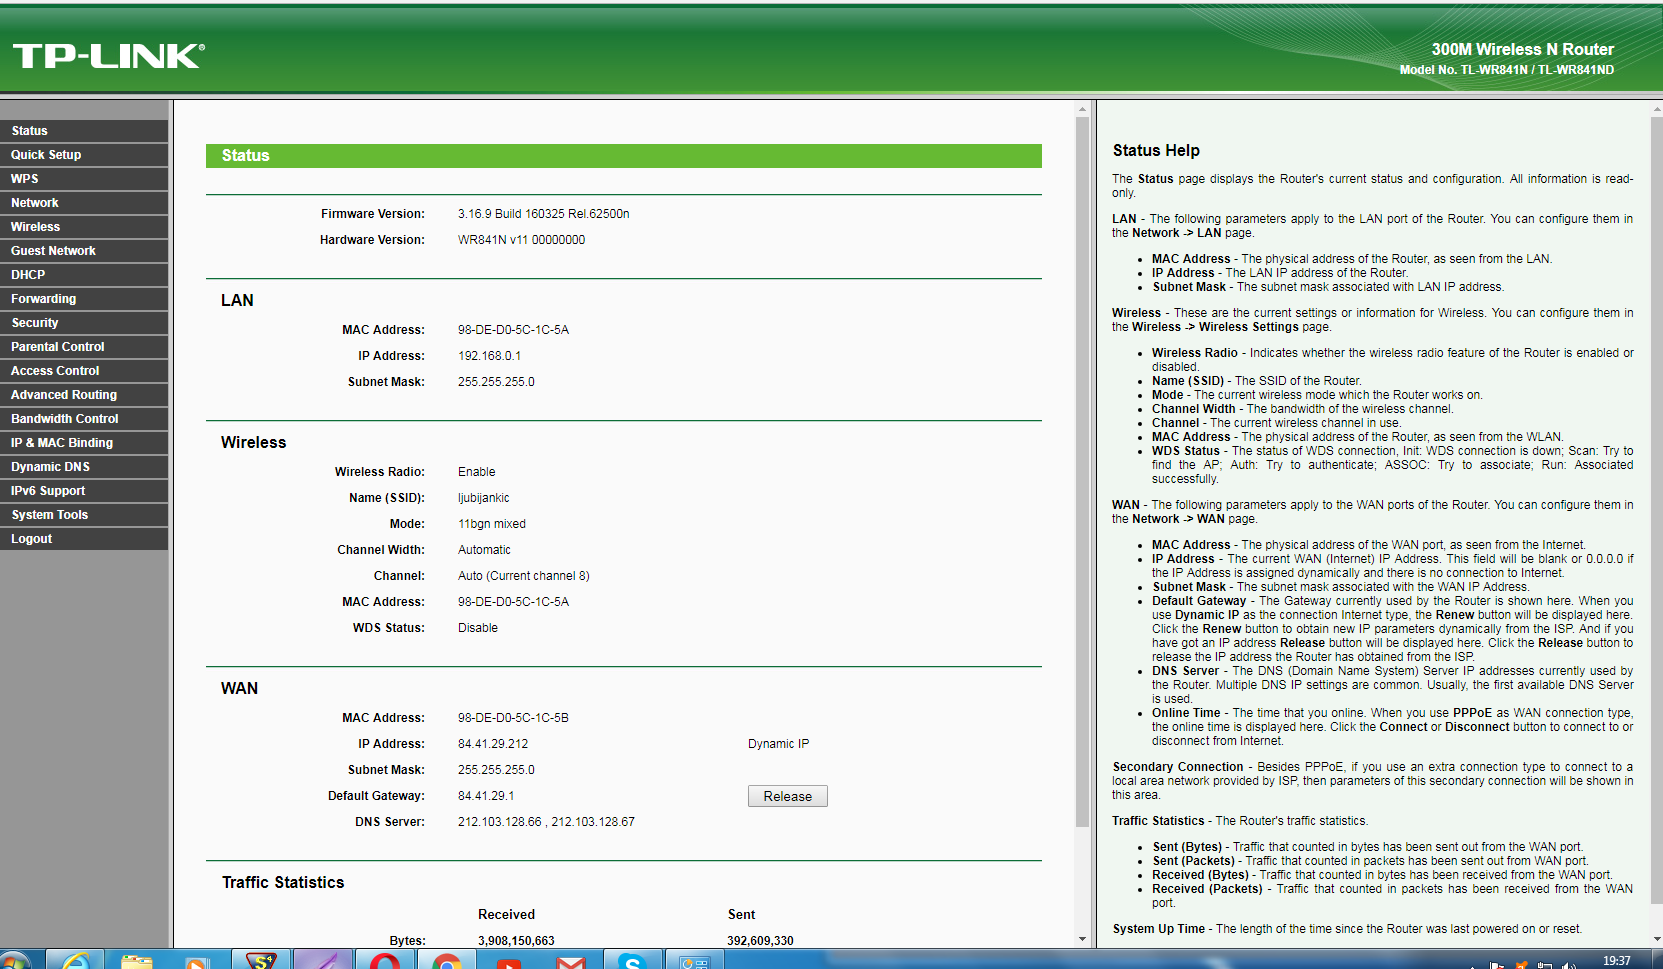 TP-LINK®
300M Wireless N Router
Model No. TL-WR841N / TL-WR841ND
Status
Quick Setup
WPS
Network
Wireless
Guest Network
DHCP
Forwarding
Security
Parental Control
Access Control
Advanced Routing
Bandwidth Control
IP & MAC Binding
Dynamic DNS
IPv6 Support
System Tools
Logout
Status
Firmware Version: 3.16.9 Build 160325 Rel.62500n
Hardware Version: WR841N v11 00000000
LAN
MAC Address: 98-DE-D0-5C-1C-5A
IP Address: 192.168.0.1
Subnet Mask: 255.255.255.0
Wireless
Wireless Radio: Enable
Name (SSID): ljubijankic
Mode: 11bgn mixed
Channel Width: Automatic
Channel: Auto (Current channel 8)
MAC Address: 98-DE-D0-5C-1C-5A
WDS Status: Disable
WAN
MAC Address: 98-DE-D0-5C-1C-5B
IP Address: 84.41.29.212 Dynamic IP
Subnet Mask: 255.255.255.0
Default Gateway: 84.41.29.1 Release
DNS Server: 212.103.128.66 , 212.103.128.67
Traffic Statistics
Received Sent
Bytes: 3,908,150,663 392,609,330
Status Help
The Status page displays the Router's current status and configuration. All information is read-
only.
LAN - The following parameters apply to the LAN port of the Router. You can configure them in
the Network -> LAN page.
• MAC Address - The physical address of the Router, as seen from the LAN.
• IP Address - The LAN IP address of the Router.
• Subnet Mask - The subnet mask associated with LAN IP address.
Wireless - These are the current settings or information for Wireless. You can configure them in
the Wireless -> Wireless Settings page.
• Wireless Radio - Indicates whether the wireless radio feature of the Router is enabled or
disabled.
• Name (SSID) - The SSID of the Router.
• Mode - The current wireless mode which the Router works on.
• Channel Width - The bandwidth of the wireless channel.
• Channel - The current wireless channel in use.
• MAC Address - The physical address of the Router, as seen from the WLAN.
• WDS Status - The status of WDS connection, Init: WDS connection is down; Scan: Try to
find the AP; Auth: Try to authenticate; ASSOC: Try to associate; Run: Associated
successfully.
WAN - The following parameters apply to the WAN ports of the Router. You can configure them in
the Network -> WAN page.
• MAC Address - The physical address of the WAN port, as seen from the Internet.
• IP Address - The current WAN (Internet) IP Address. This field will be blank or 0.0.0.0 if
the IP Address is assigned dynamically and there is no connection to Internet.
• Subnet Mask - The subnet mask associated with the WAN IP Address.
• Default Gateway - The Gateway currently used by the Router is shown here. When you
use Dynamic IP as the connection Internet type, the Renew button will be displayed here.
Click the Renew button to obtain new IP parameters dynamically from the ISP. And if you
have got an IP address Release button will be displayed here. Click the Release button to
release the IP address the Router has obtained from the ISP.
• DNS Server - The DNS (Domain Name System) Server IP addresses currently used by
the Router. Multiple DNS IP settings are common. Usually, the first available DNS Server
is used.
• Online Time - The time that you online. When you use PPPoE as WAN connection type,
the online time is displayed here. Click the Connect or Disconnect button to connect to or
disconnect from Internet.
Secondary Connection - Besides PPPoE, if you use an extra connection type to connect to a
local area network provided by ISP, then parameters of this secondary connection will be shown in
this area.
Traffic Statistics - The Router's traffic statistics.
• Sent (Bytes) - Traffic that counted in bytes has been sent out from the WAN port.
• Sent (Packets) - Traffic that counted in packets has been sent out from WAN port.
• Received (Bytes) - Traffic that counted in bytes has been received from the WAN port.
• Received (Packets) - Traffic that counted in packets has been received from the WAN
port.
System Up Time - The length of the time since the Router was last powered on or reset.
19:37